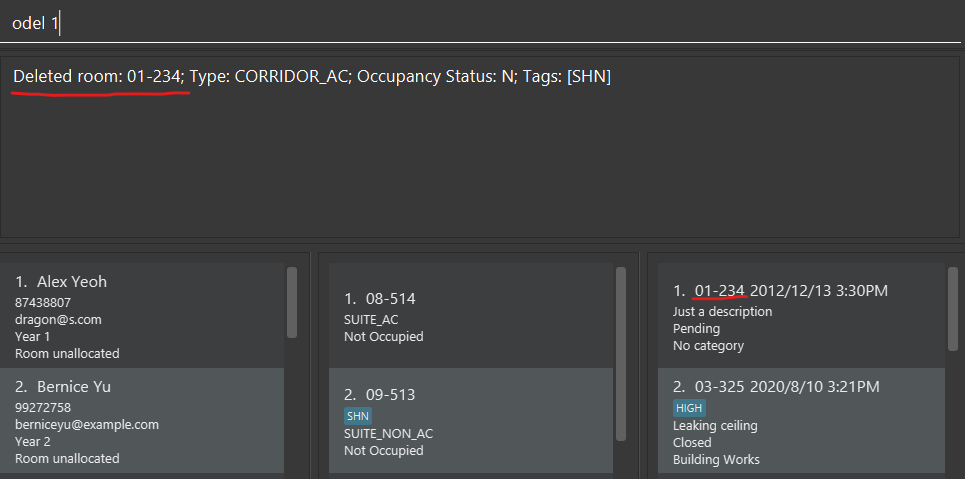 odel 1
Deleted room: 01-234; Type: CORRIDOR_AC; Occupancy Status: N; Tags: [SHN]
1. Alex Yeoh
87438807
dragon@s.com
Year 1
Room unallocated
2. Bernice Yu
99272758
berniceyu@example.com
Year 2
Room unallocated
1. 08-514
SUITE_AC
Not Occupied
2. 09-513
SHN
SUITE_NON_AC
Not Occupied
1. 01-234 2012/12/13 3:30PM
Just a description
Pending
No category
2. 03-325 2020/8/10 3:21PM
HIGH
Leaking ceiling
Closed
Building Works